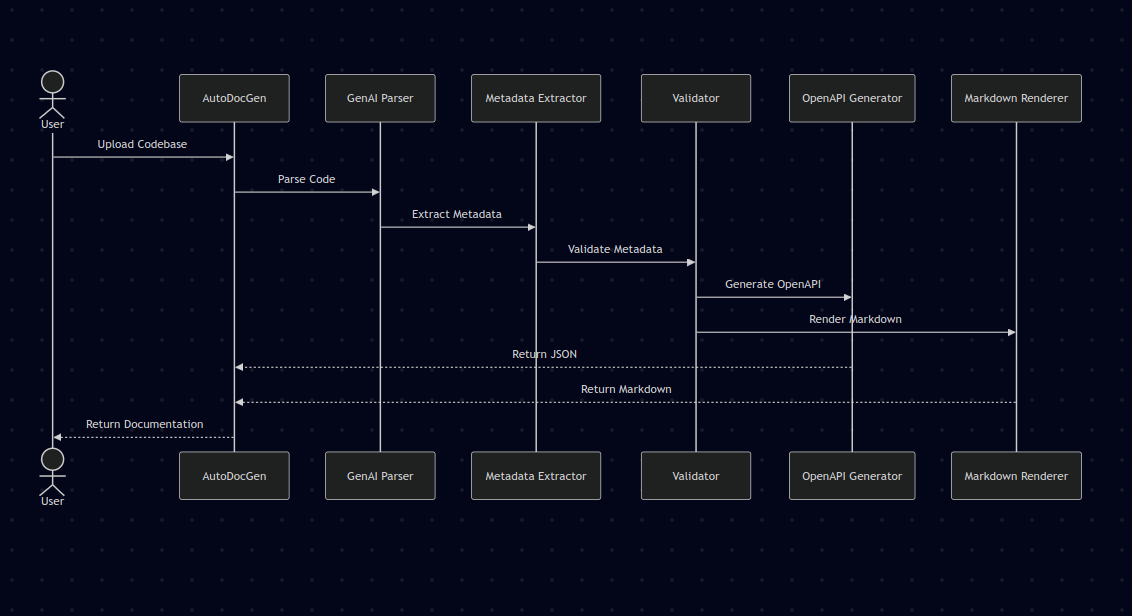 AutoDocGen
GenAI Parser
Metadata Extractor
Validator
OpenAPI Generator
Markdown Renderer
User
Upload Codebase
Parse Code
Extract Metadata
Validate Metadata
Generate OpenAPI
Render Markdown
Return JSON
Return Markdown
Return Documentation
AutoDocGen
GenAI Parser
Metadata Extractor
Validator
OpenAPI Generator
Markdown Renderer
User